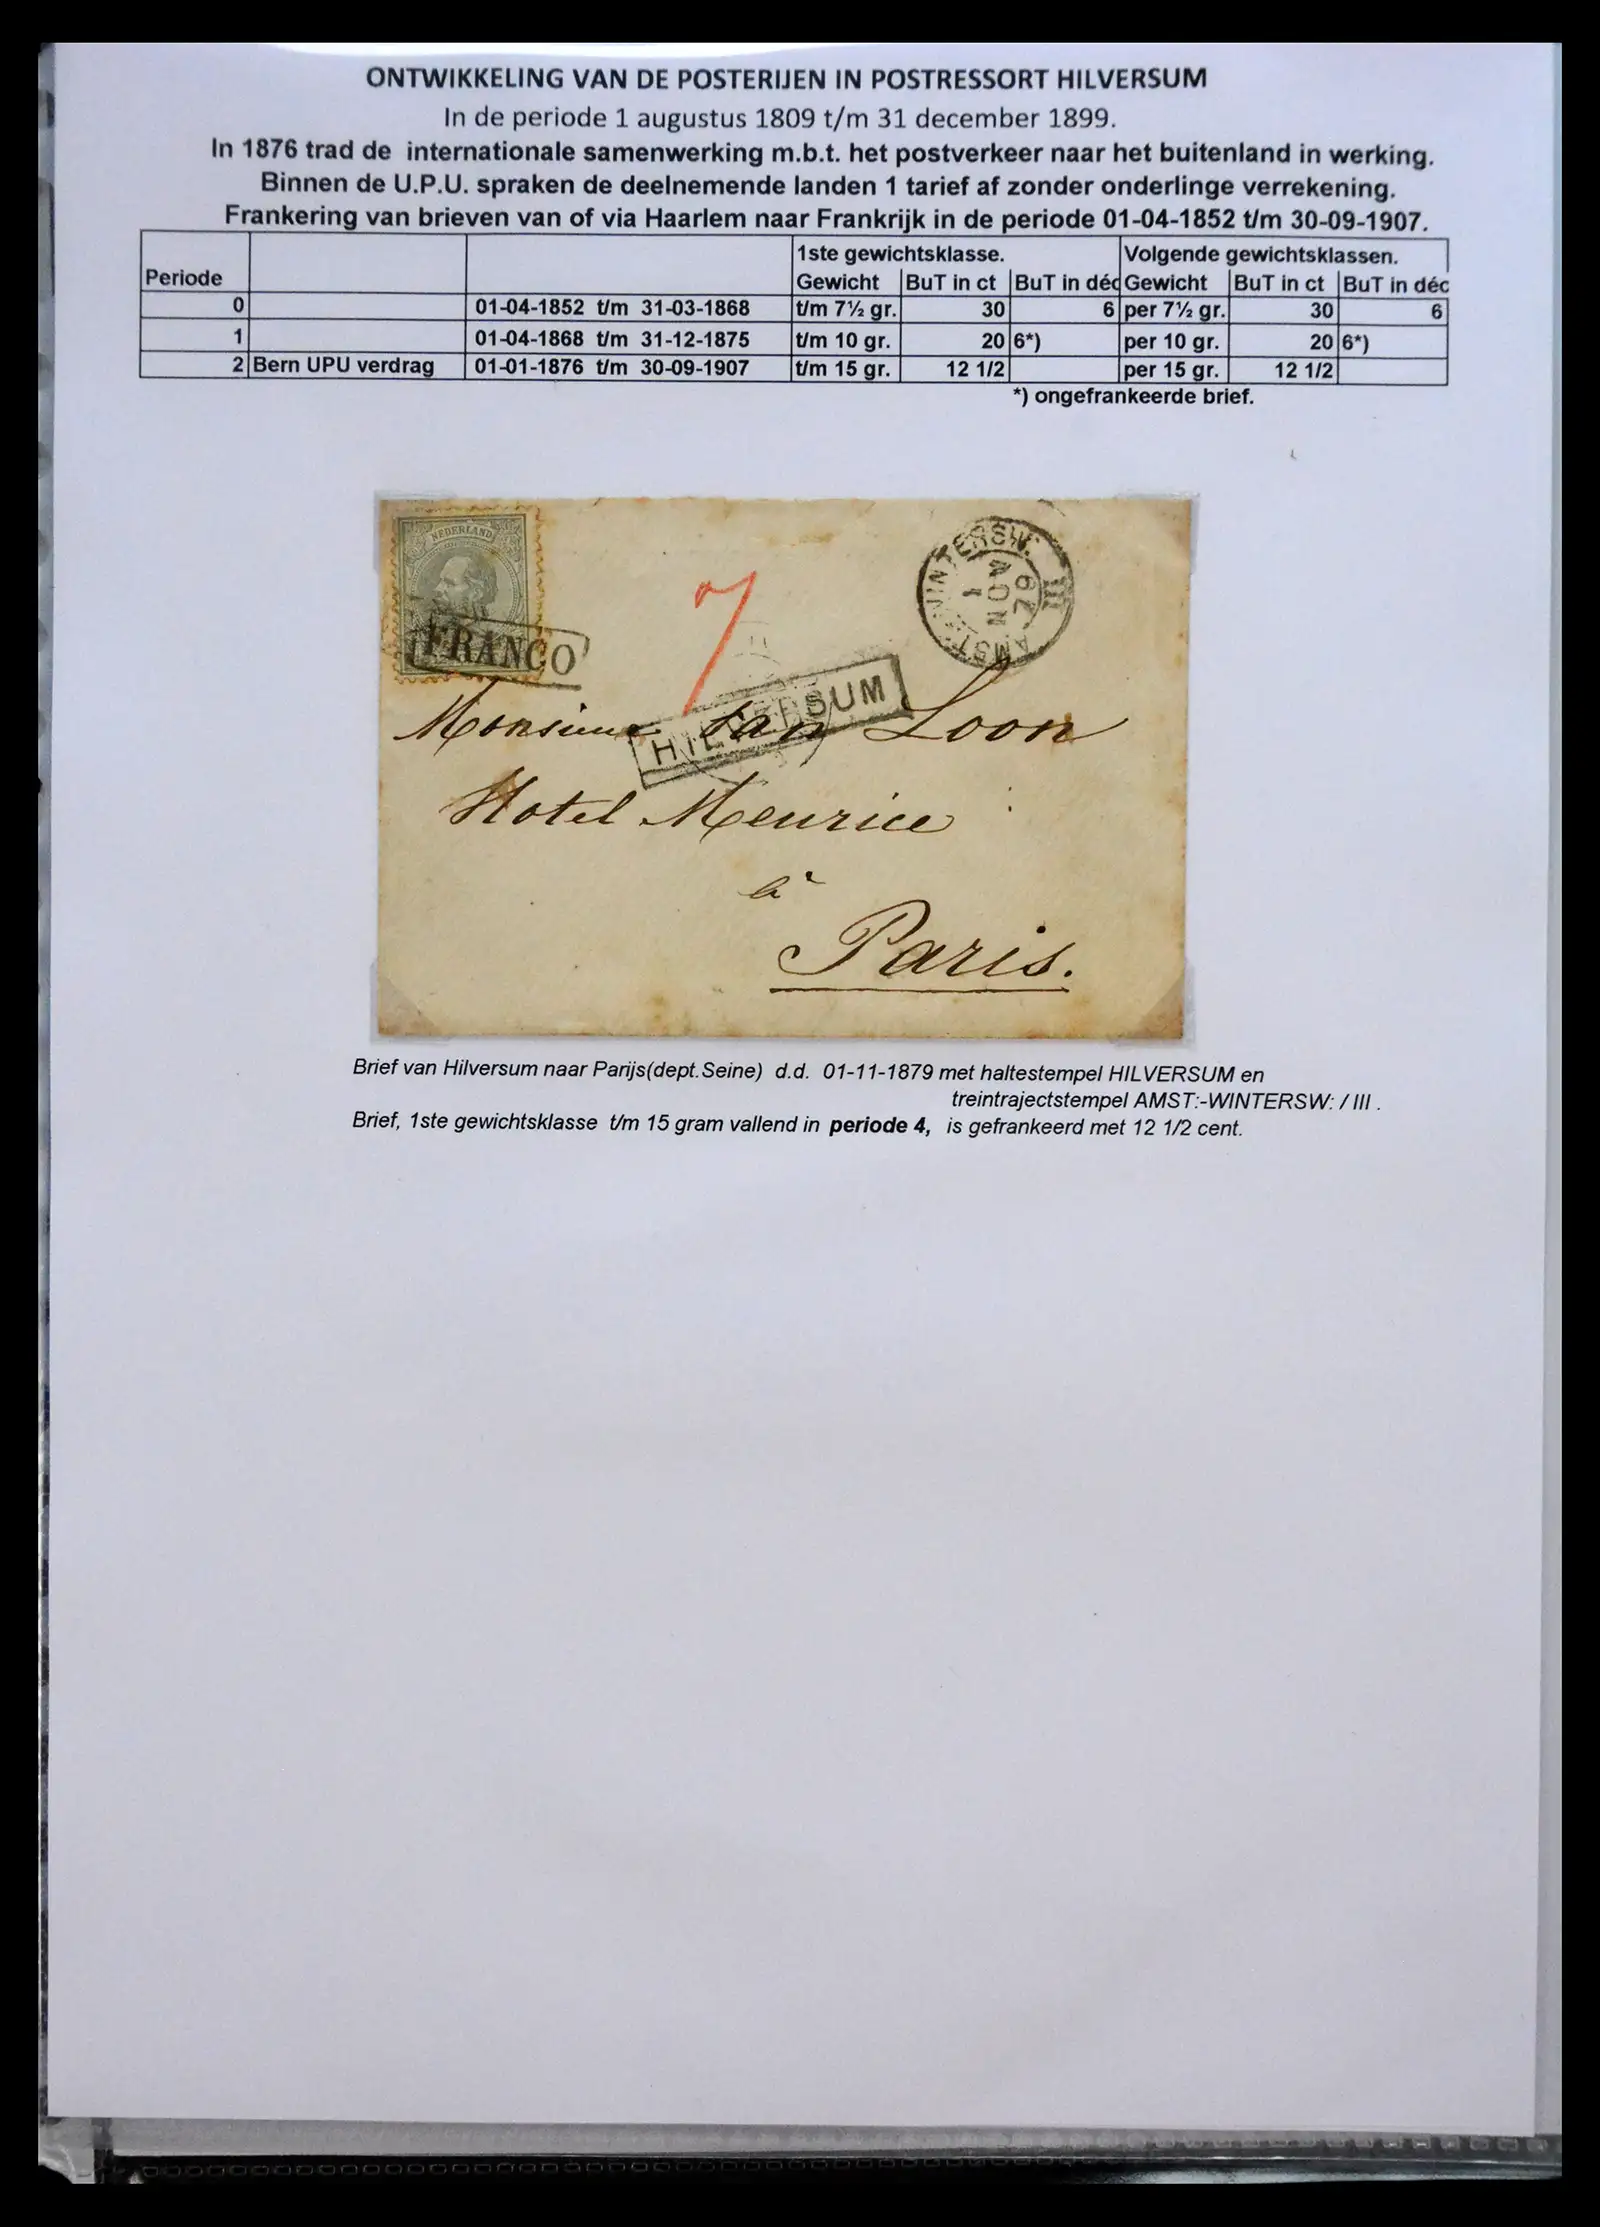 ONTWIKKELING VAN DE POSTERIJEN IN POSTRESSORT HILVERSUM
In de periode 1 augustus 1809 t/m 31 december 1899.
In 1876 trad de internationale samenwerking m.b.t. het postverkeer naar het buitenland in werking.
Binnen de U.P.U. spraken de deelnemende landen 1 tarief af zonder onderlinge verrekening.
Frankering van brieven van of via Haarlem naar Frankrijk in de periode 01-04-1852 t/m 30-09-1907.
1ste gewichtsklasse. Volgende gewichtsklassen.
Periode Gewicht BuT in ct BuT in déc Gewicht BuT in ct BuT in déc
0 01-04-1852 t/m 31-03-1868 t/m 7½ gr. 30 6 per 7½ gr. 30 6
1 01-04-1868 t/m 31-12-1875 t/m 10 gr. 20 6*) per 10 gr. 20 6*)
2 Bern UPU verdrag 01-01-1876 t/m 30-09-1907 t/m 15 gr. 12 1/2 per 15 gr. 12 1/2
*) ongefrankeerde brief.
NEDERLAND
FRANCO
7
AMST:-WINTERSW. III
1 NOV 79
HILVERSUM
Monsieur van Loon
Hotel Meurice
à
Paris.
Brief van Hilversum naar Parijs(dept.Seine) d.d. 01-11-1879 met haltestempel HILVERSUM en
treintrajectstempel AMST:-WINTERSW: / III .
Brief, 1ste gewichtsklasse t/m 15 gram vallend in periode 4, is gefrankeerd met 12 1/2 cent.